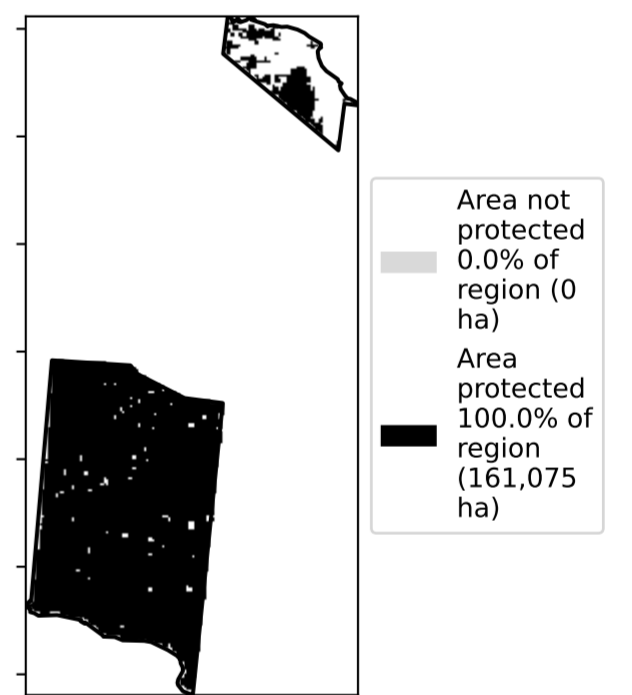 Area not
protected
0.0% of
region (0
ha)
Area
protected
100.0% of
region
(161,075
ha)